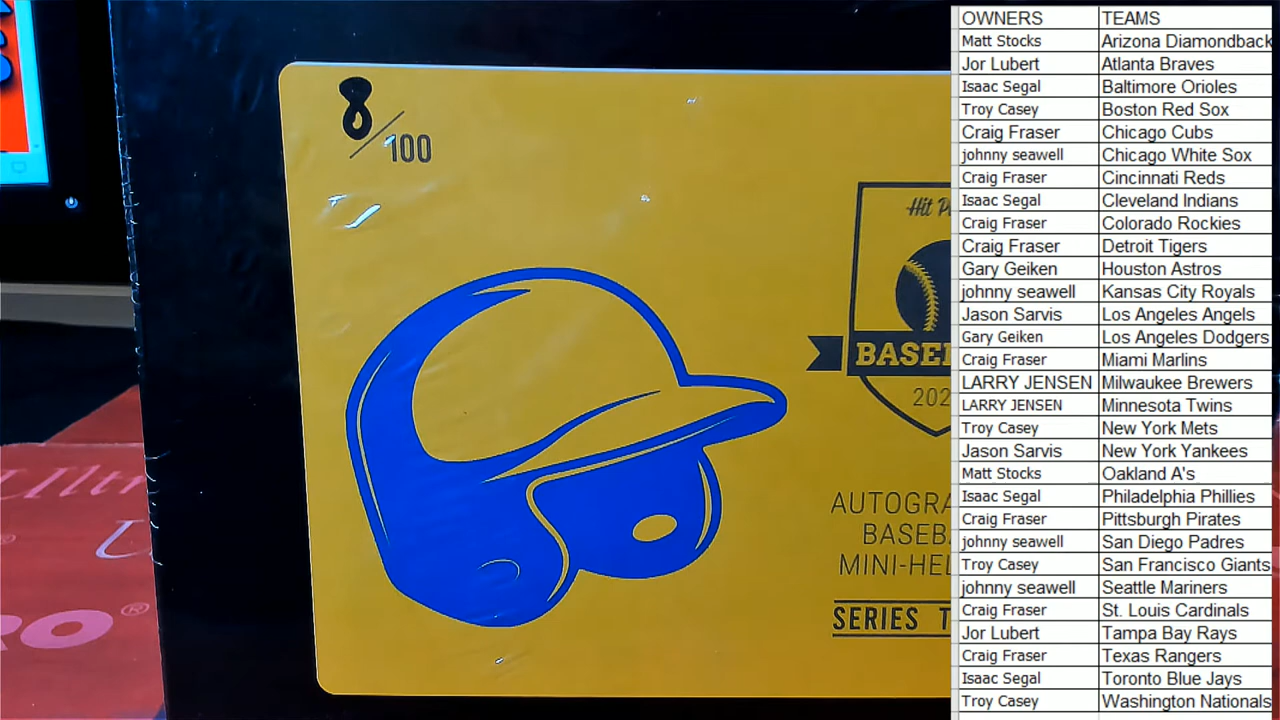 8/100
Hit P
BASE
202
AUTOGRA
BASEB
MINI-HEL
SERIES T
RO®
OWNERS TEAMS
Matt Stocks Arizona Diamondback
Jor Lubert Atlanta Braves
Isaac Segal Baltimore Orioles
Troy Casey Boston Red Sox
Craig Fraser Chicago Cubs
johnny seawell Chicago White Sox
Craig Fraser Cincinnati Reds
Isaac Segal Cleveland Indians
Craig Fraser Colorado Rockies
Craig Fraser Detroit Tigers
Gary Geiken Houston Astros
johnny seawell Kansas City Royals
Jason Sarvis Los Angeles Angels
Gary Geiken Los Angeles Dodgers
Craig Fraser Miami Marlins
LARRY JENSEN Milwaukee Brewers
LARRY JENSEN Minnesota Twins
Troy Casey New York Mets
Jason Sarvis New York Yankees
Matt Stocks Oakland A's
Isaac Segal Philadelphia Phillies
Craig Fraser Pittsburgh Pirates
johnny seawell San Diego Padres
Troy Casey San Francisco Giants
johnny seawell Seattle Mariners
Craig Fraser St. Louis Cardinals
Jor Lubert Tampa Bay Rays
Craig Fraser Texas Rangers
Isaac Segal Toronto Blue Jays
Troy Casey Washington Nationals